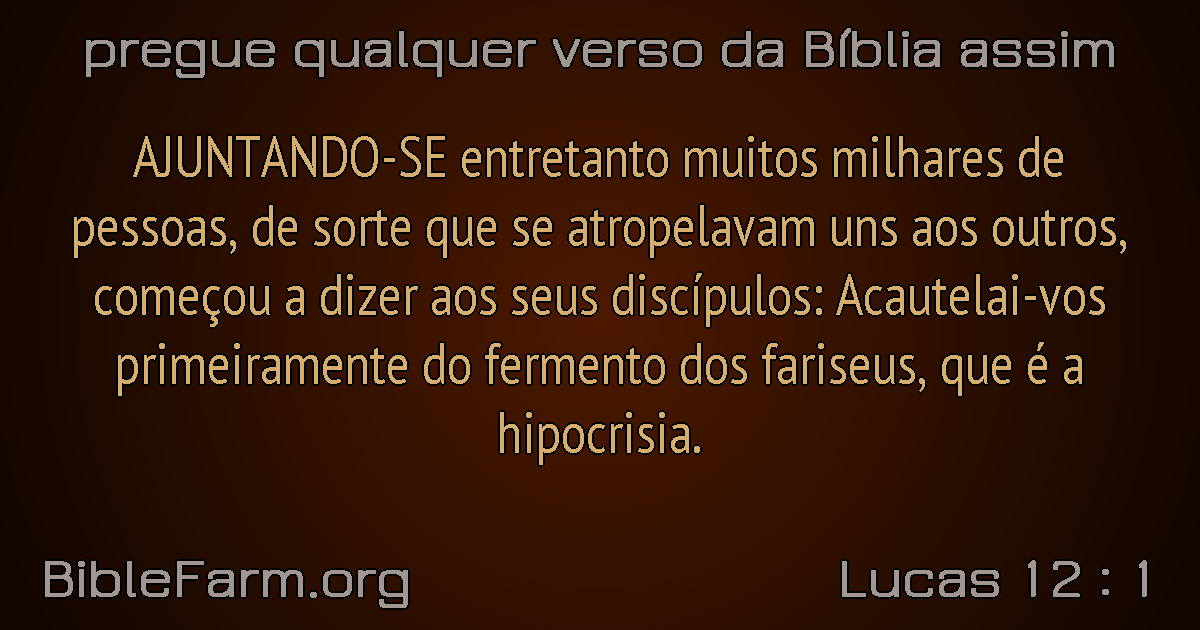 pregue qualquer verso da Bíblia assim
AJUNTANDO-SE entretanto muitos milhares de
pessoas, de sorte que se atropelavam uns aos outros,
começou a dizer aos seus discípulos: Acautelai-vos
primeiramente do fermento dos fariseus, que é a
hipocrisia.
BibleFarm.org
Lucas 12 : 1